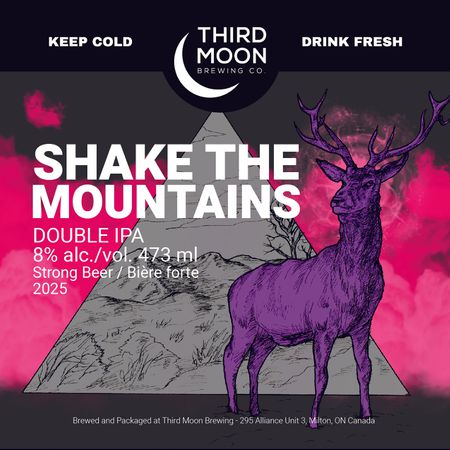 KEEP COLD
THIRD
MOON
BREWING CO.
DRINK FRESH
SHAKE THE
MOUNTAINS
DOUBLE IPA
8% alc./vol. 473 ml
Strong Beer / Bière forte
2025
Brewed and Packaged at Third Moon Brewing - 295 Alliance Unit 3, Milton, ON Canada